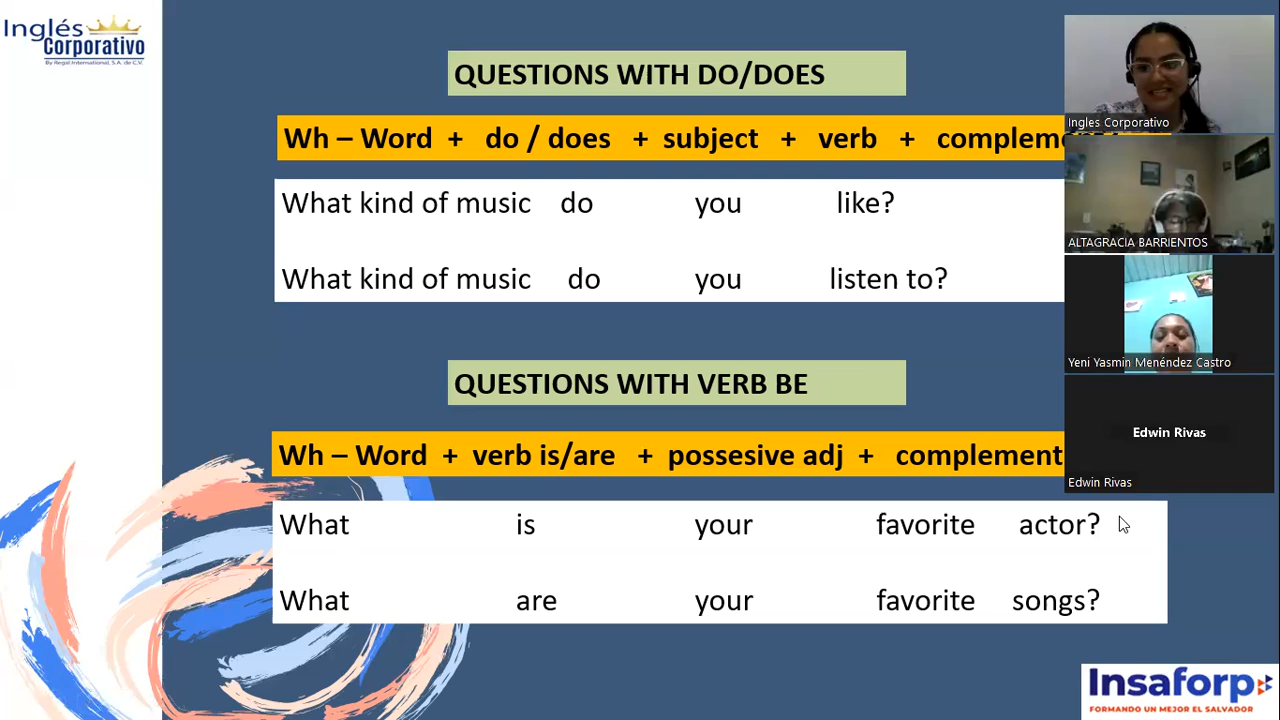 Inglés
Corporativo
By Regal International, S.A. de C.V.
QUESTIONS WITH DO/DOES
Wh – Word + do / does + subject + verb + compleme
What kind of music do you like?
What kind of music do you listen to?
QUESTIONS WITH VERB BE
Wh – Word + verb is/are + possesive adj + complement
What is your favorite actor?
What are your favorite songs?
Ingles Corporativo
ALTAGRACIA BARRIENTOS
Yeni Yasmin Menéndez Castro
Edwin Rivas
Edwin Rivas
Insaforp
FORMANDO UN MEJOR EL SALVADOR